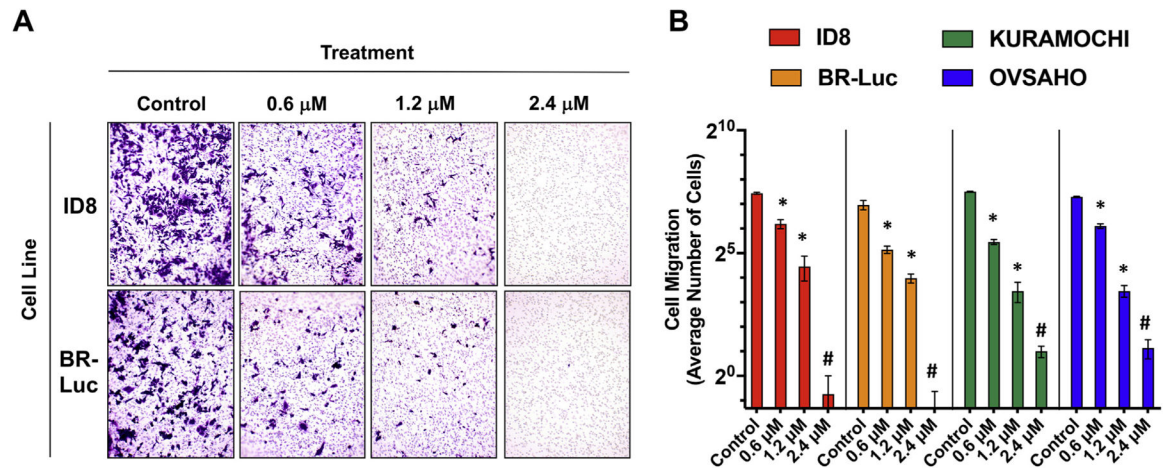 A
Treatment
Control 0.6 μM 1.2 μM 2.4 μM
Cell Line
ID8
BR-
Luc
B
ID8 KURAMOCHI
BR-Luc OVSAHO
Cell Migration
(Average Number of Cells)
2^10
2^5
2^0
* * #
* * #
* * #
* * #
Control 0.6 μM 1.2 μM 2.4 μM Control 0.6 μM 1.2 μM 2.4 μM Control 0.6 μM 1.2 μM 2.4 μM Control 0.6 μM 1.2 μM 2.4 μM